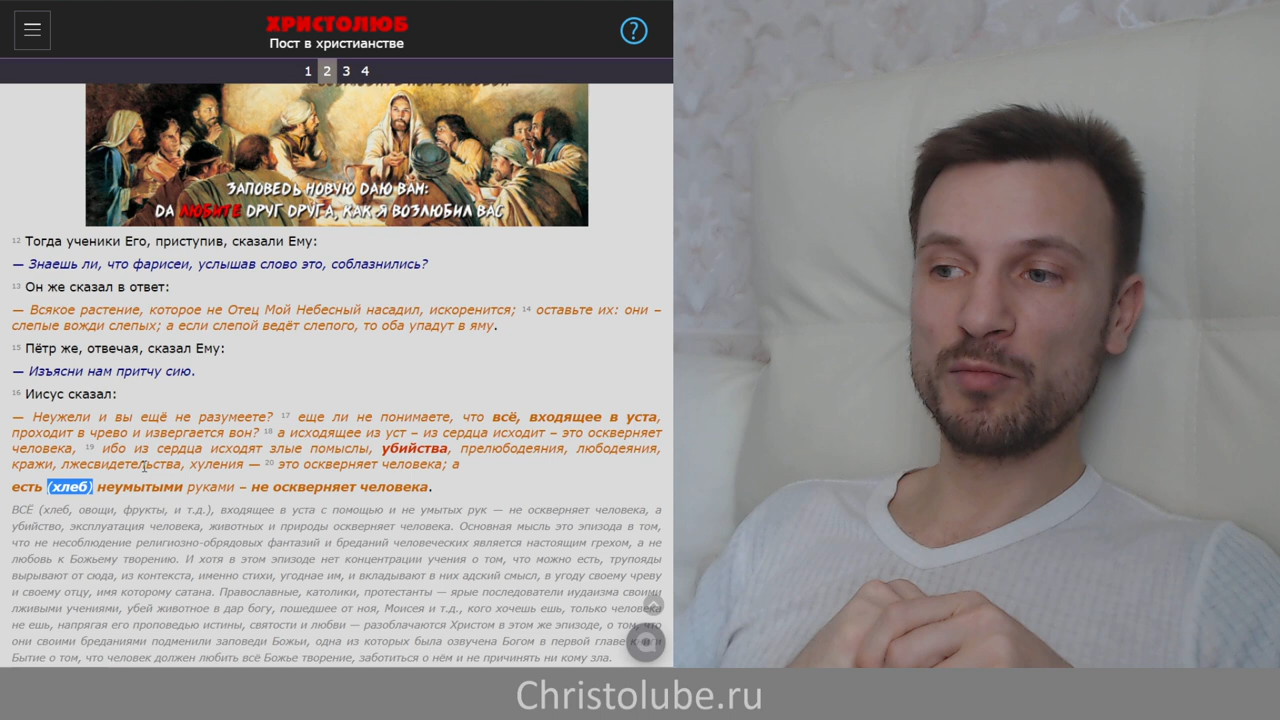 ХРИСТОЛЮБ
Пост в христианстве
?
1 2 3 4
ЗАПОВЕДЬ НОВУЮ ДАЮ ВАМ:
ДА ЛЮБИТЕ ДРУГ ДРУГА, КАК Я ВОЗЛЮБИЛ ВАС
12 Тогда ученики Его, приступив, сказали Ему:
— Знаешь ли, что фарисеи, услышав слово это, соблазнились?
13 Он же сказал в ответ:
— Всякое растение, которое не Отец Мой Небесный насадил, искоренится; 14 оставьте их: они –
слепые вожди слепых; а если слепой ведёт слепого, то оба упадут в яму.
15 Пётр же, отвечая, сказал Ему:
— Изъясни нам притчу сию.
16 Иисус сказал:
— Неужели и вы ещё не разумеете? 17 еще ли не понимаете, что всё, входящее в уста,
проходит в чрево и извергается вон? 18 а исходящее из уст – из сердца исходит – это оскверняет
человека, 19 ибо из сердца исходят злые помыслы, убийства, прелюбодеяния, любодеяния,
кражи, лжесвидетельства, хуления — 20 это оскверняет человека; а
есть (хлеб) неумытыми руками – не оскверняет человека.
ВСЁ (хлеб, овощи, фрукты, и т.д.), входящее в уста с помощью и не умытых рук — не оскверняет человека, а
убийство, эксплуатация человека, животных и природы оскверняет человека. Основная мысль это эпизода в том,
что не несоблюдение религиозно-обрядовых фантазий и бреданий человеческих является настоящим грехом, а не
любовь к Божьему творению. И хотя в этом эпизоде нет концентрации учения о том, что можно есть, трупояды
вырывают от сюда, из контекста, именно стихи, угоднае им, и вкладывают в них адский смысл, в угоду своему чреву
и своему отцу, имя которому сатана. Православные, католики, протестанты — ярые последователи иудаизма своими
лживыми учениями, убей животное в дар богу, пошедшее от ноя, Моисея и т.д., кого хочешь ешь, только человека
не ешь, напрягая его проповедью истины, святости и любви — разоблачаются Христом в этом же эпизоде, о том, что
они своими бреданиями подменили заповеди Божьи, одна из которых была озвучена Богом в первой главе книги
Бытие о том, что человек должен любить всё Божье творение, заботиться о нём и не причинять ни кому зла.
Christolube.ru